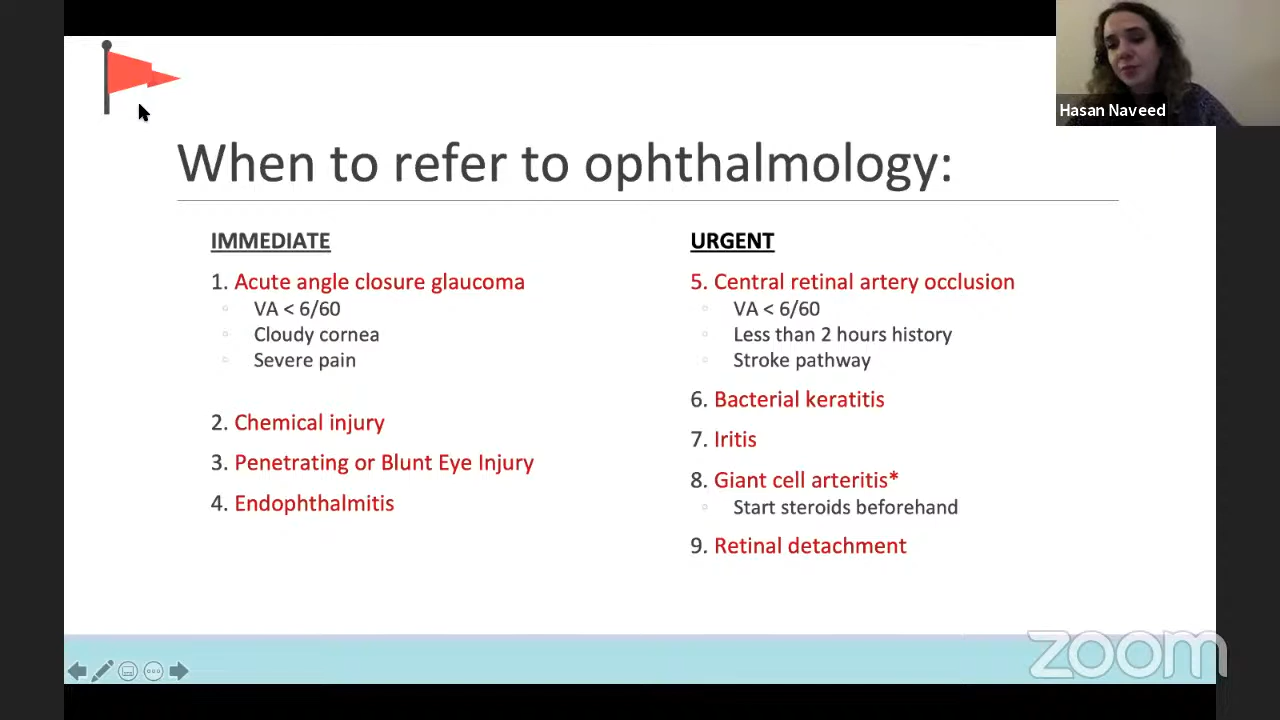 Hasan Naveed
When to refer to ophthalmology:
IMMEDIATE
1. Acute angle closure glaucoma
VA < 6/60
Cloudy cornea
Severe pain
2. Chemical injury
3. Penetrating or Blunt Eye Injury
4. Endophthalmitis
URGENT
5. Central retinal artery occlusion
VA < 6/60
Less than 2 hours history
Stroke pathway
6. Bacterial keratitis
7. Iritis
8. Giant cell arteritis*
Start steroids beforehand
9. Retinal detachment
zoom